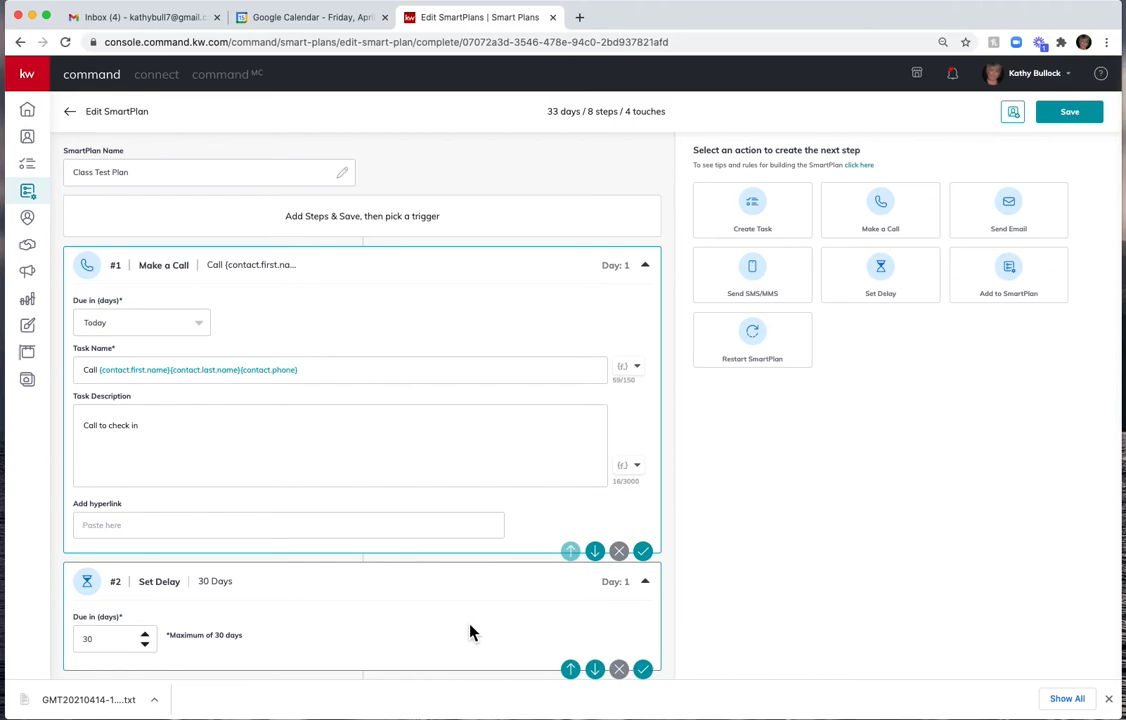 Inbox (4) - kathybull7@gmail.c
Google Calendar - Friday, April
Edit SmartPlans | Smart Plans
console.command.kw.com/command/smart-plans/edit-smart-plan/complete/07072a3d-3546-478e-94c0-2bd937821afd
kw command connect command MC Kathy Bullock
Edit SmartPlan
33 days / 8 steps / 4 touches
Save
SmartPlan Name
Class Test Plan
Add Steps & Save, then pick a trigger
#1 | Make a Call | Call {contact.first.na... Day: 1
Due in (days)*
Today
Task Name*
Call {contact.first.name}{contact.last.name}{contact.phone}
59/150
Task Description
Call to check in
16/3000
Add hyperlink
Paste here
#2 | Set Delay | 30 Days Day: 1
Due in (days)*
30
*Maximum of 30 days
Select an action to create the next step
To see tips and rules for building the SmartPlan click here
Create Task
Make a Call
Send Email
Send SMS/MMS
Set Delay
Add to SmartPlan
Restart SmartPlan
GMT20210414-1....txt
Show All